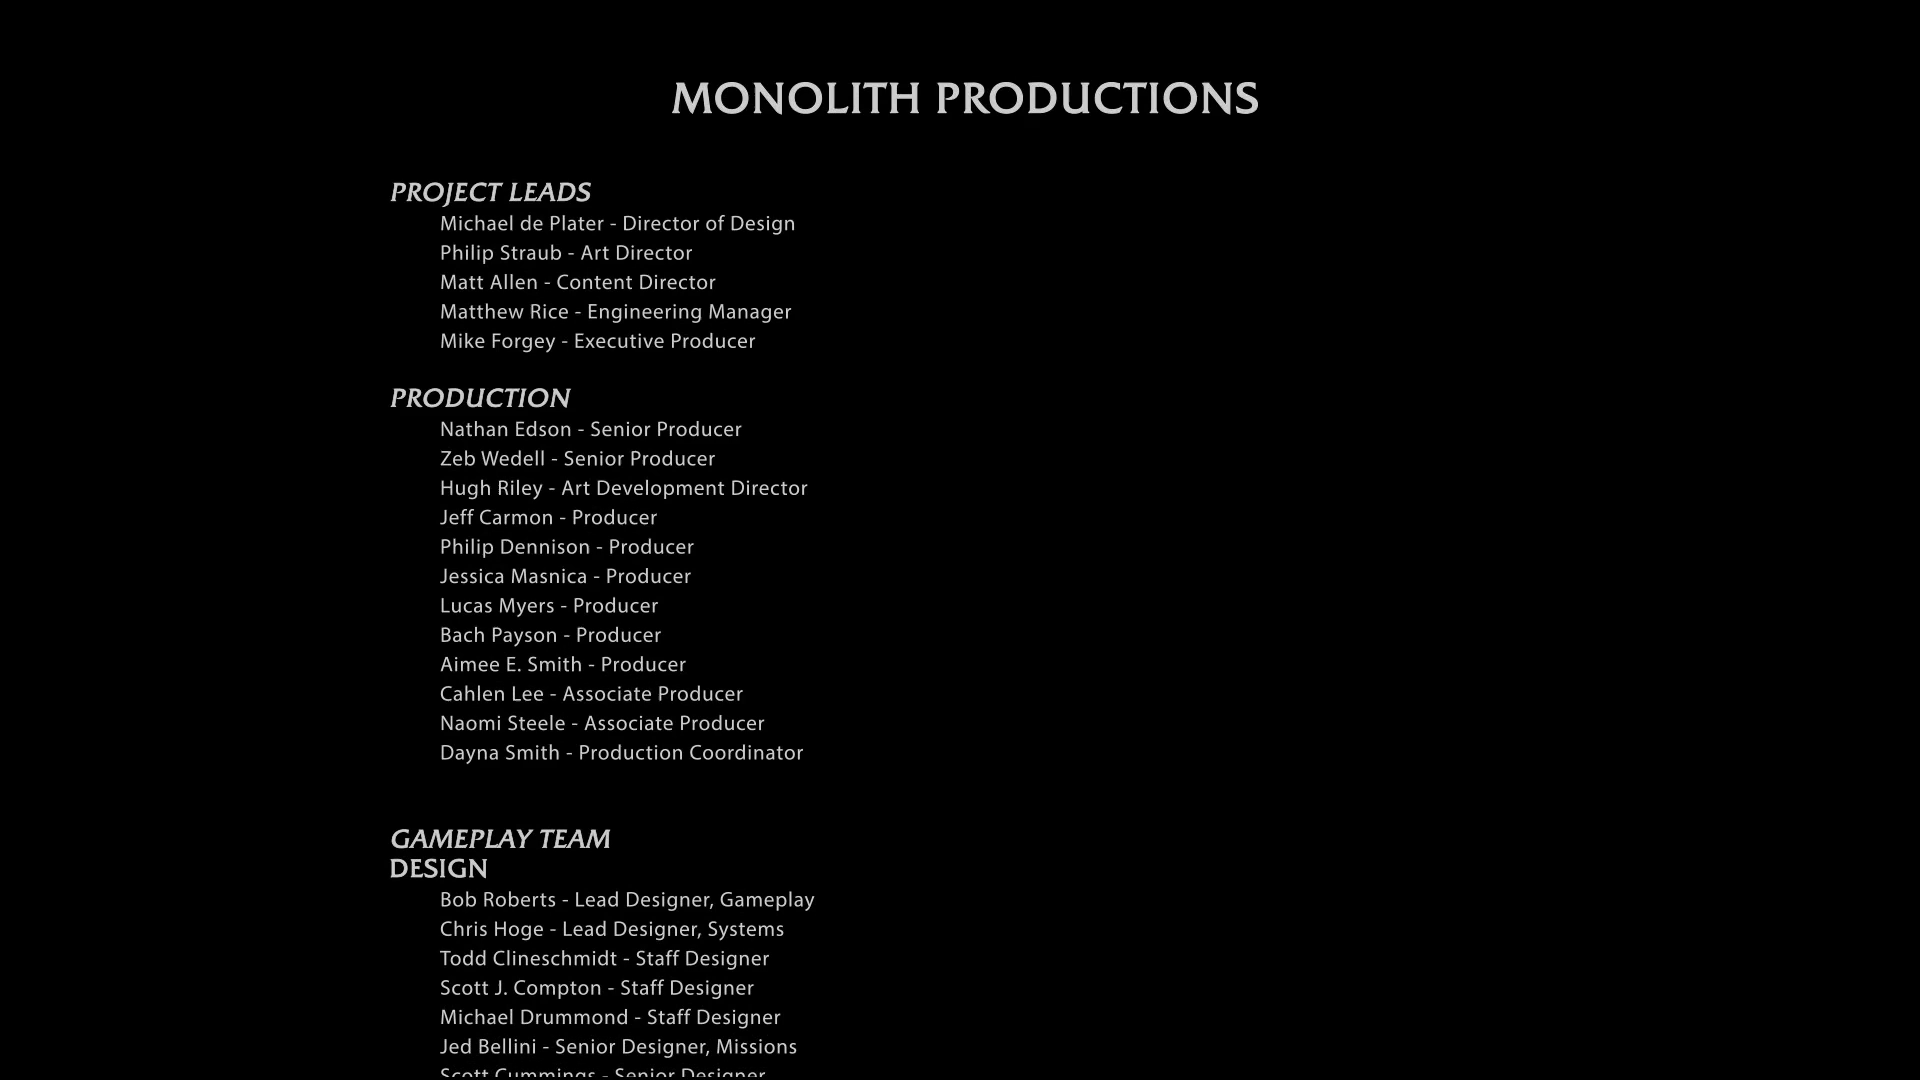 MONOLITH PRODUCTIONS
PROJECT LEADS
Michael de Plater - Director of Design
Philip Straub - Art Director
Matt Allen - Content Director
Matthew Rice - Engineering Manager
Mike Forgey - Executive Producer
PRODUCTION
Nathan Edson - Senior Producer
Zeb Wedell - Senior Producer
Hugh Riley - Art Development Director
Jeff Carmon - Producer
Philip Dennison - Producer
Jessica Masnica - Producer
Lucas Myers - Producer
Bach Payson - Producer
Aimee E. Smith - Producer
Cahlen Lee - Associate Producer
Naomi Steele - Associate Producer
Dayna Smith - Production Coordinator
GAMEPLAY TEAM
DESIGN
Bob Roberts - Lead Designer, Gameplay
Chris Hoge - Lead Designer, Systems
Todd Clineschmidt - Staff Designer
Scott J. Compton - Staff Designer
Michael Drummond - Staff Designer
Jed Bellini - Senior Designer, Missions
Scott Cummings - Senior Designer